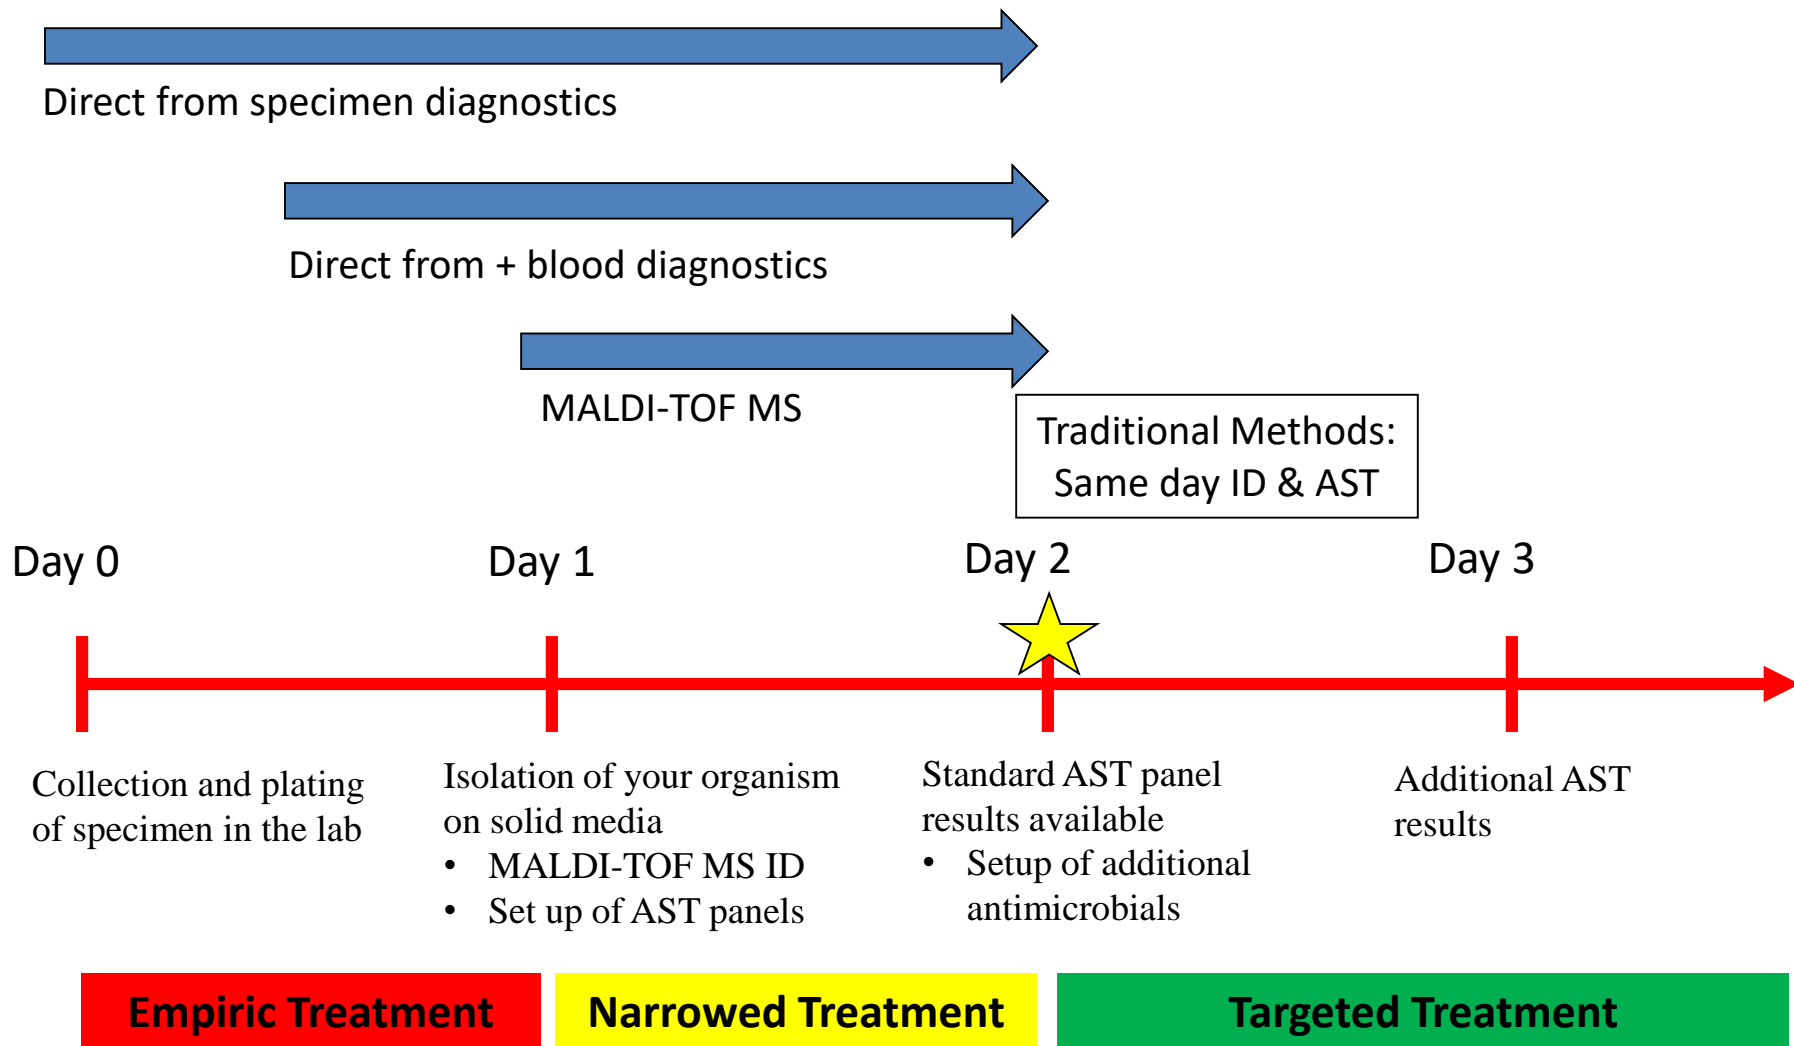 Direct from specimen diagnostics
Direct from + blood diagnostics
MALDI-TOF MS
Traditional Methods:
Same day ID & AST
Day 0
Day 1
Day 2
Day 3
Collection and plating
of specimen in the lab
Isolation of your organism
on solid media
• MALDI-TOF MS ID
• Set up of AST panels
Standard AST panel
results available
• Setup of additional
antimicrobials
Additional AST
results
Empiric Treatment
Narrowed Treatment
Targeted Treatment